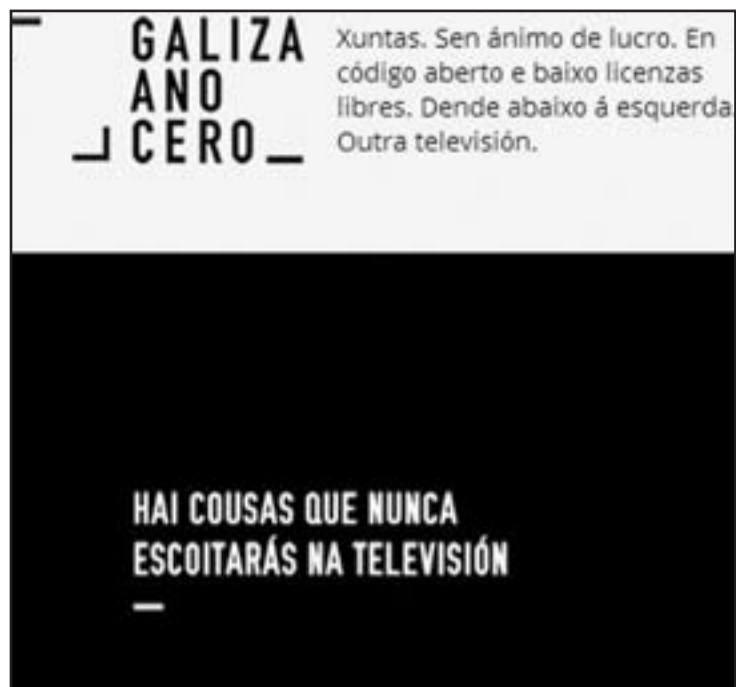 GALIZA
ANO
CERO
Xuntas. Sen ánimo de lucro. En
código aberto e baixo licenzas
libres. Dende abaixo á esquerda.
Outra televisión.
HAI COUSAS QUE NUNCA
ESCOITARÁS NA TELEVISIÓN